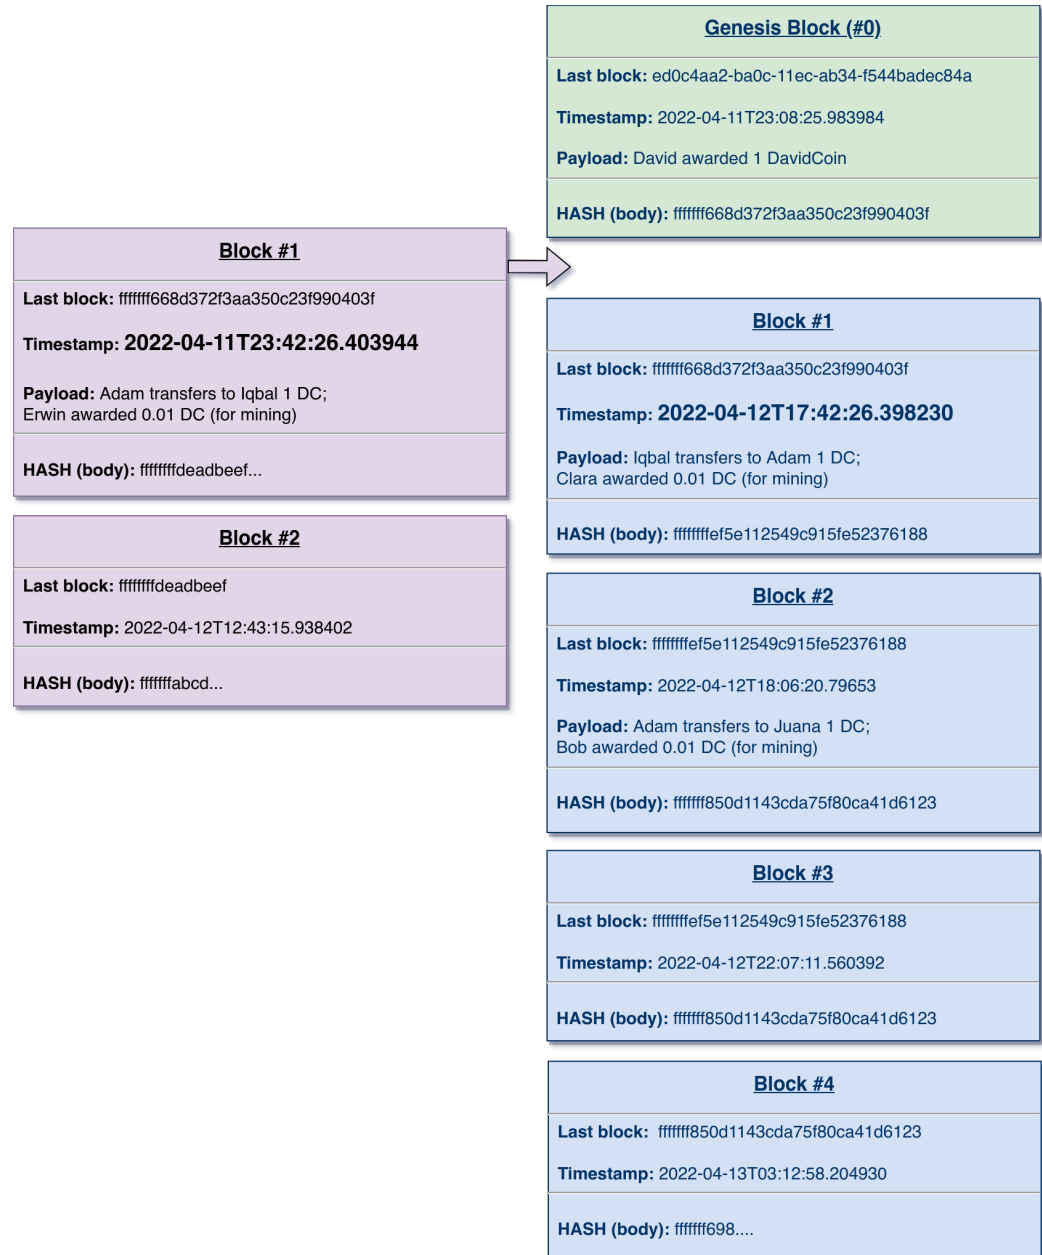 Genesis Block (#0)
Last block: ed0c4aa2-ba0c-11ec-ab34-f544badec84a
Timestamp: 2022-04-11T23:08:25.983984
Payload: David awarded 1 DavidCoin
HASH (body): fffffff668d372f3aa350c23f990403f
Block #1
Last block: fffffff668d372f3aa350c23f990403f
Timestamp: 2022-04-11T23:42:26.403944
Payload: Adam transfers to Iqbal 1 DC;
Erwin awarded 0.01 DC (for mining)
HASH (body): ffffffffdeadbeef...
Block #2
Last block: ffffffffdeadbeef
Timestamp: 2022-04-12T12:43:15.938402
HASH (body): fffffffabcd...
Block #1
Last block: fffffff668d372f3aa350c23f990403f
Timestamp: 2022-04-12T17:42:26.398230
Payload: Iqbal transfers to Adam 1 DC;
Clara awarded 0.01 DC (for mining)
HASH (body): ffffffffef5e112549c915fe52376188
Block #2
Last block: ffffffffef5e112549c915fe52376188
Timestamp: 2022-04-12T18:06:20.79653
Payload: Adam transfers to Juana 1 DC;
Bob awarded 0.01 DC (for mining)
HASH (body): fffffff850d1143cda75f80ca41d6123
Block #3
Last block: ffffffffef5e112549c915fe52376188
Timestamp: 2022-04-12T22:07:11.560392
HASH (body): fffffff850d1143cda75f80ca41d6123
Block #4
Last block: fffffff850d1143cda75f80ca41d6123
Timestamp: 2022-04-13T03:12:58.204930
HASH (body): fffffff698....